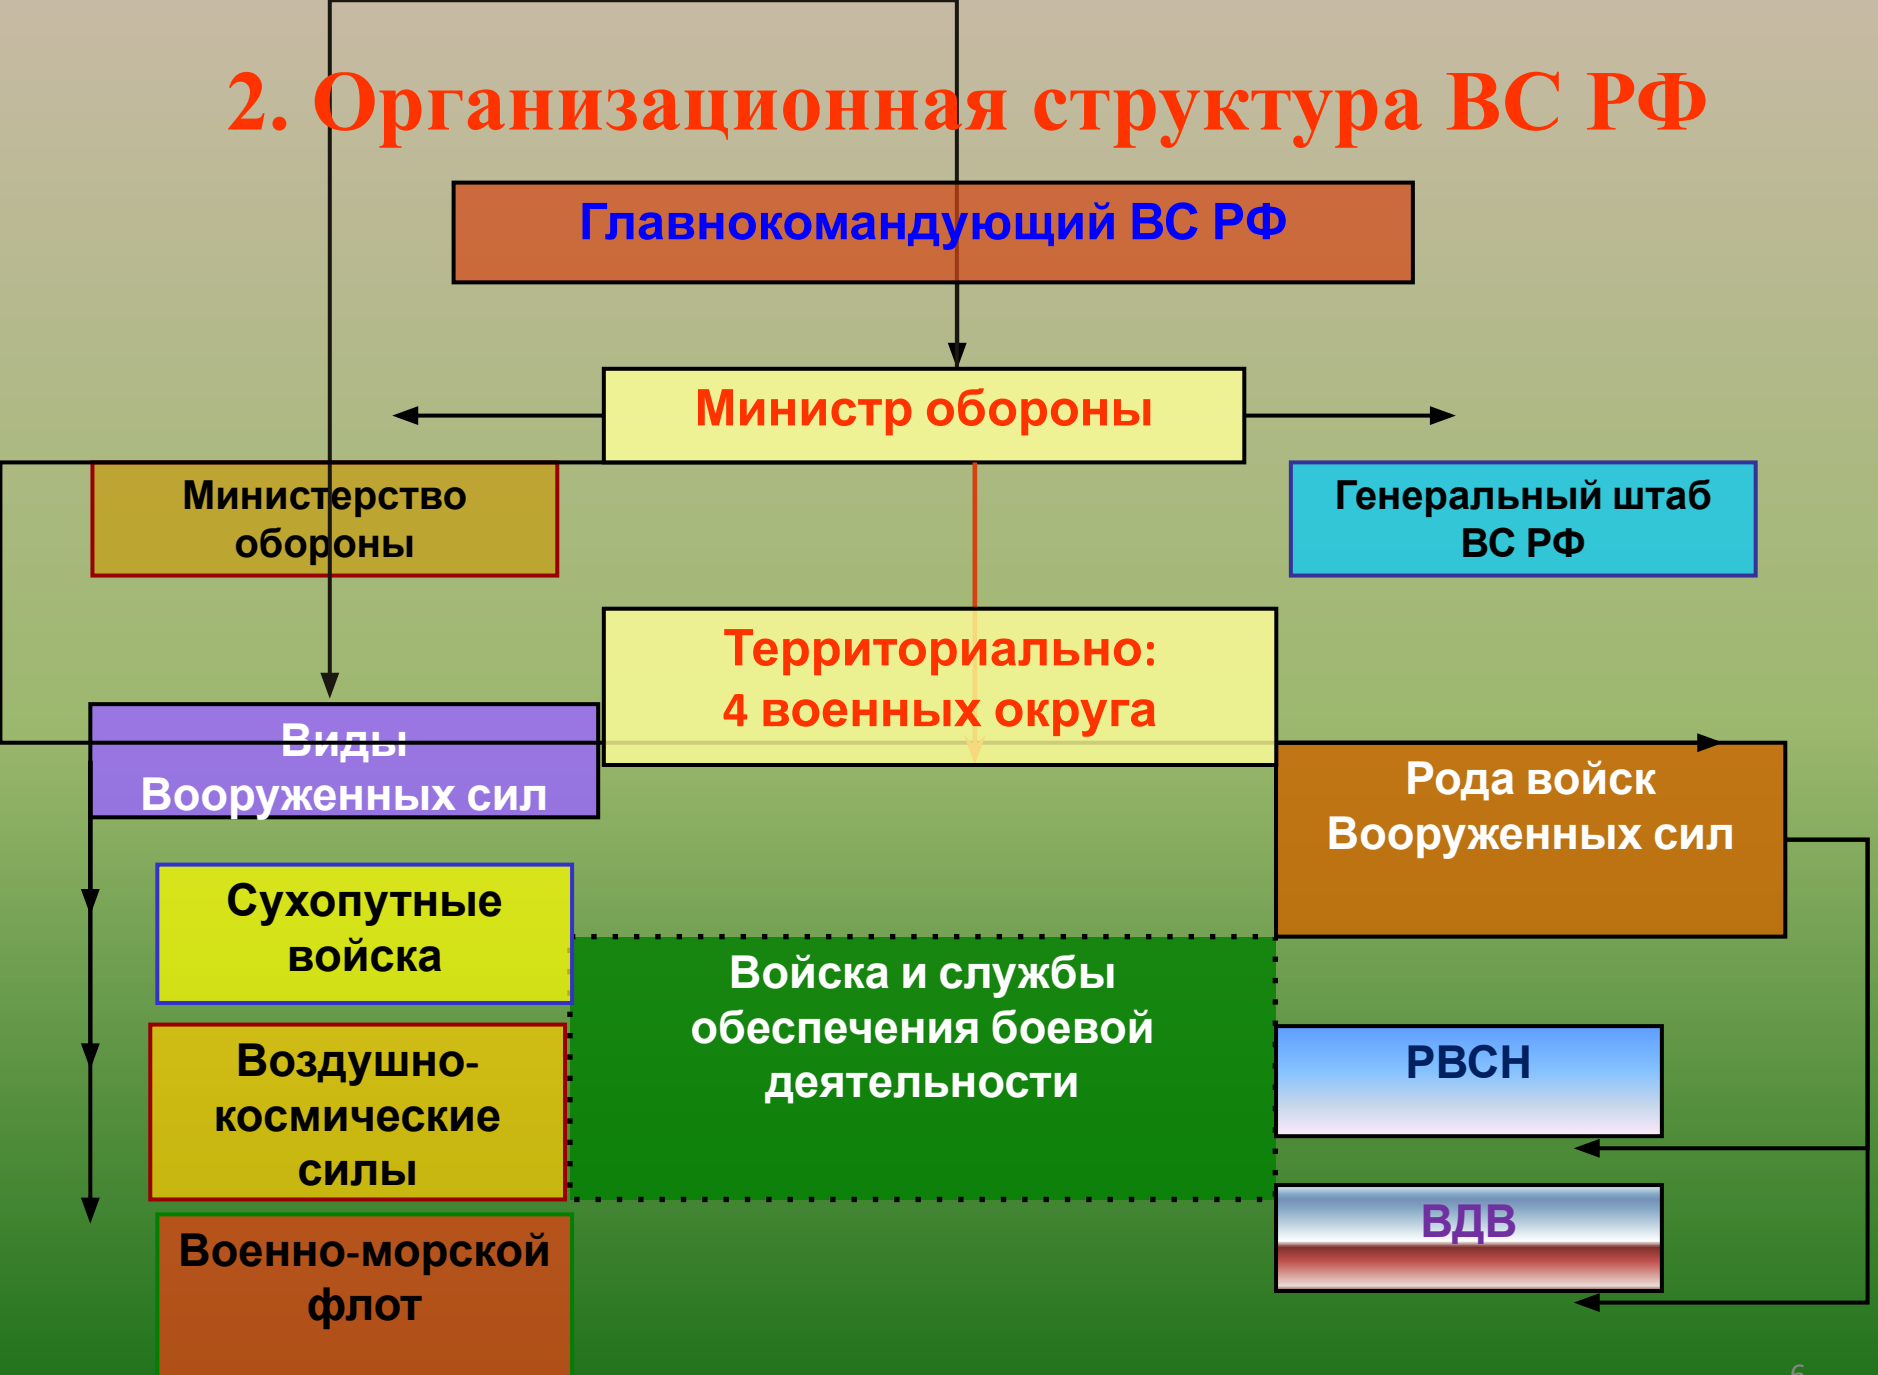 2. Организационная структура ВС РФ
Главнокомандующий ВС РФ
Министр обороны
Министерство
обороны
Генеральный штаб
ВС РФ
Территориально:
4 военных округа
Виды
Вооруженных сил
Рода войск
Вооруженных сил
Сухопутные
войска
Войска и службы
обеспечения боевой
деятельности
Воздушно-
космические
силы
РВСН
ВДВ
Военно-морской
флот
6